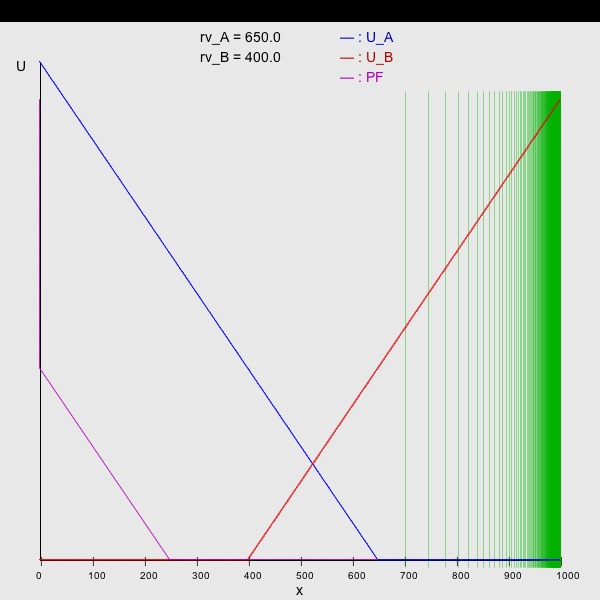 rv_A = 650.0 — : U_A
rv_B = 400.0 — : U_B
U
— : PF
0 100 200 300 400 500 600 700 800 900 1000
x